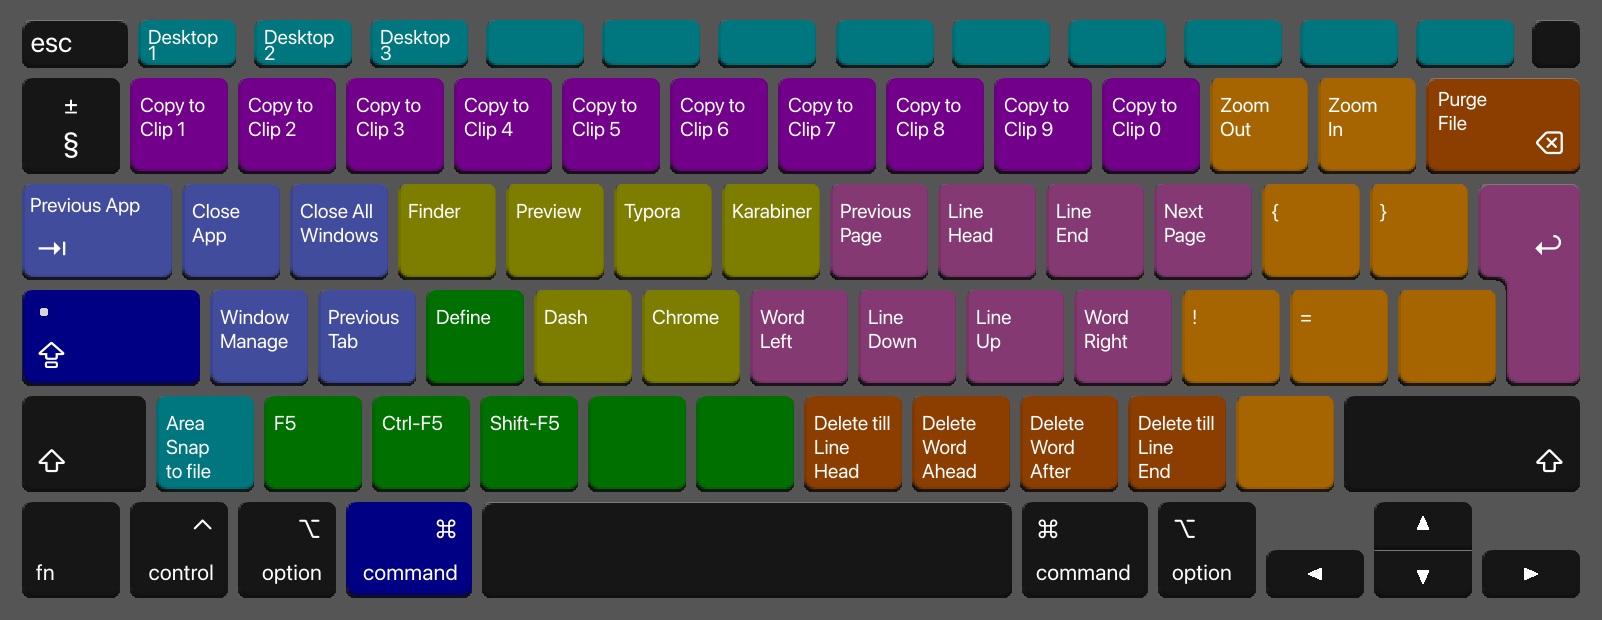 esc
Desktop
1
Desktop
2
Desktop
3
±
§
Copy to
Clip 1
Copy to
Clip 2
Copy to
Clip 3
Copy to
Clip 4
Copy to
Clip 5
Copy to
Clip 6
Copy to
Clip 7
Copy to
Clip 8
Copy to
Clip 9
Copy to
Clip 0
Zoom
Out
Zoom
In
Purge
File
Previous App
Close
App
Close All
Windows
Finder
Preview
Typora
Karabiner
Previous
Page
Line
Head
Line
End
Next
Page
{
}
Window
Manage
Previous
Tab
Define
Dash
Chrome
Word
Left
Line
Down
Line
Up
Word
Right
!
=
Area
Snap
to file
F5
Ctrl-F5
Shift-F5
Delete till
Line
Head
Delete
Word
Ahead
Delete
Word
After
Delete till
Line
End
fn
control
option
⌘
command
⌘
command
option